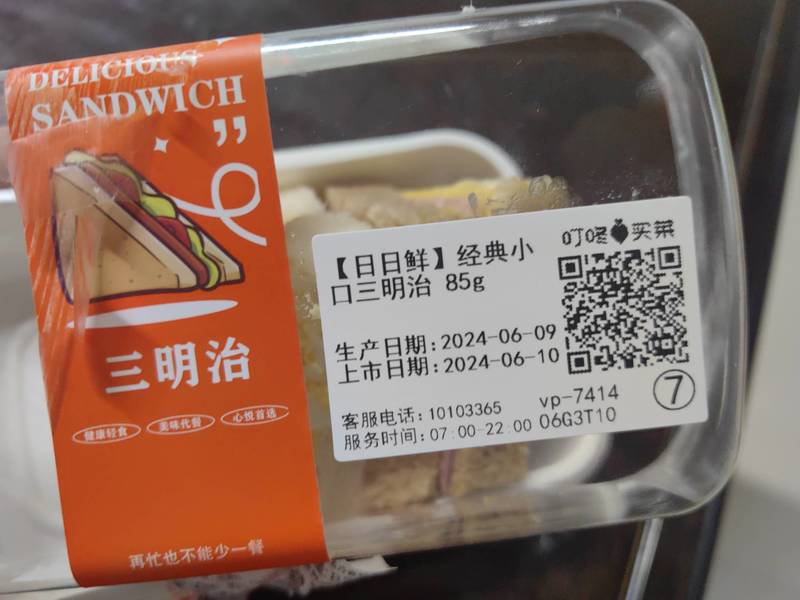 DELICIOUS
SANDWICH
三明治
健康轻食 美味代餐 心悦首选
再忙也不能少一餐
叮咚买菜
【日日鲜】经典小
口三明治 85g
生产日期:2024-06-09
上市日期:2024-06-10
客服电话:10103365 vp-7414
服务时间:07:00-22:00 06G3T10
⑦